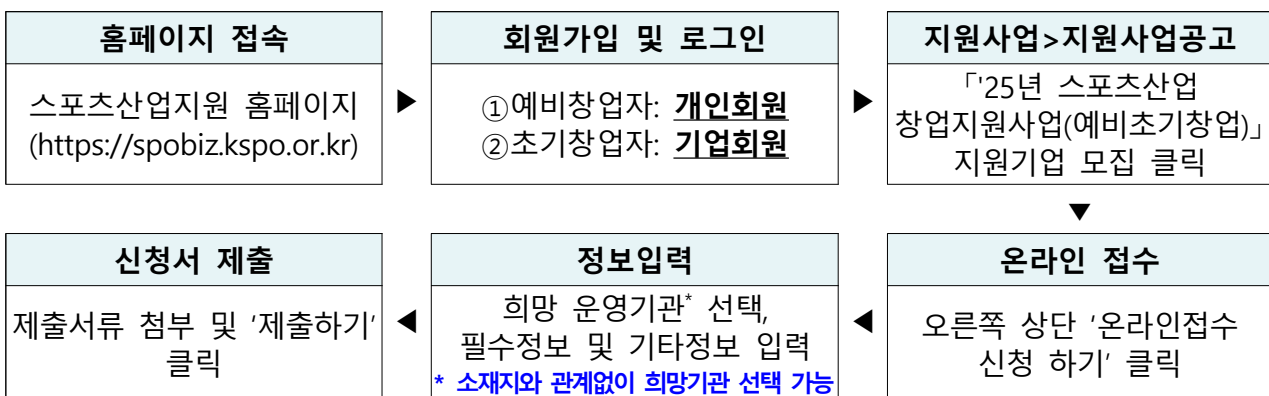 홈페이지 접속
스포츠산업지원 홈페이지
(https://spobiz.kspo.or.kr)
▶
회원가입 및 로그인
①예비창업자: 개인회원
②초기창업자: 기업회원
▶
지원사업>지원사업공고
「'25년 스포츠산업
창업지원사업(예비초기창업)」
지원기업 모집 클릭
▼
온라인 접수
오른쪽 상단 '온라인접수
신청 하기' 클릭
◀
정보입력
희망 운영기관* 선택,
필수정보 및 기타정보 입력
* 소재지와 관계없이 희망기관 선택 가능
◀
신청서 제출
제출서류 첨부 및 '제출하기'
클릭